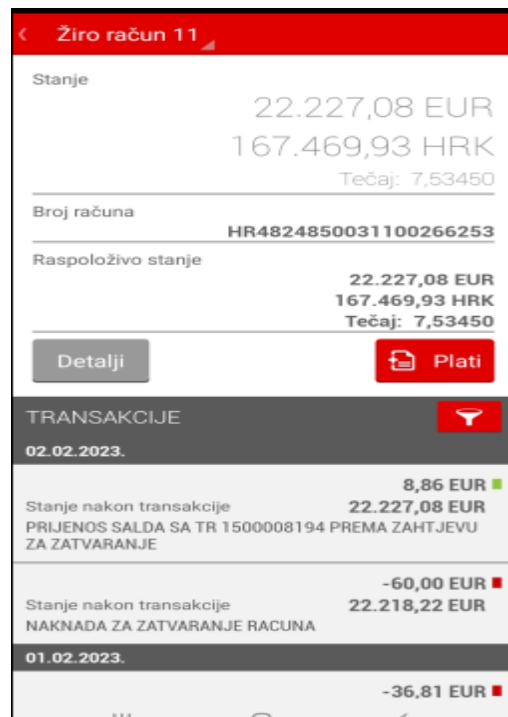 Žiro račun 11
Stanje
22.227,08 EUR
167.469,93 HRK
Tečaj: 7,53450
Broj računa
HR4824850031100266253
Raspoloživo stanje
22.227,08 EUR
167.469,93 HRK
Tečaj: 7,53450
Detalji
Plati
TRANSAKCIJE
02.02.2023.
8,86 EUR
Stanje nakon transakcije 22.227,08 EUR
PRIJENOS SALDA SA TR 1500008194 PREMA ZAHTJEVU
ZA ZATVARANJE
-60,00 EUR
Stanje nakon transakcije 22.218,22 EUR
NAKNADA ZA ZATVARANJE RACUNA
01.02.2023.
-36,81 EUR